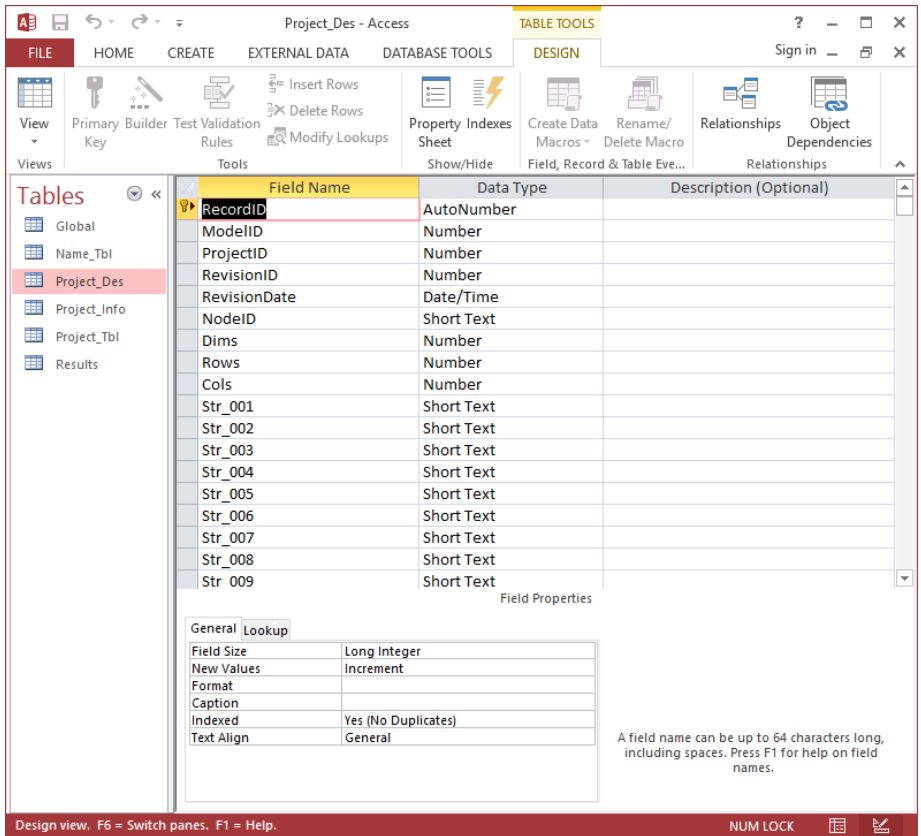 Project_Des - Access
TABLE TOOLS
?
FILE HOME CREATE EXTERNAL DATA DATABASE TOOLS DESIGN Sign in
View
Primary Key
Builder
Test Validation Rules
Insert Rows
Delete Rows
Modify Lookups
Property Sheet
Indexes
Create Data Macros
Rename/ Delete Macro
Relationships
Object Dependencies
Views Tools Show/Hide Field, Record & Table Eve... Relationships
Tables «
Global
Name_Tbl
Project_Des
Project_Info
Project_Tbl
Results
Field Name Data Type Description (Optional)
RecordID AutoNumber
ModelID Number
ProjectID Number
RevisionID Number
RevisionDate Date/Time
NodeID Short Text
Dims Number
Rows Number
Cols Number
Str_001 Short Text
Str_002 Short Text
Str_003 Short Text
Str_004 Short Text
Str_005 Short Text
Str_006 Short Text
Str_007 Short Text
Str_008 Short Text
Str_009 Short Text
Field Properties
General Lookup
Field Size Long Integer
New Values Increment
Format
Caption
Indexed Yes (No Duplicates)
Text Align General
A field name can be up to 64 characters long,
including spaces. Press F1 for help on field
names.
Design view. F6 = Switch panes. F1 = Help. NUM LOCK